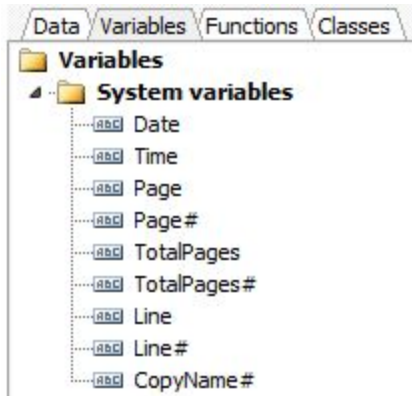 Data Variables Functions Classes
Variables
System variables
Date
Time
Page
Page#
TotalPages
TotalPages#
Line
Line#
CopyName#